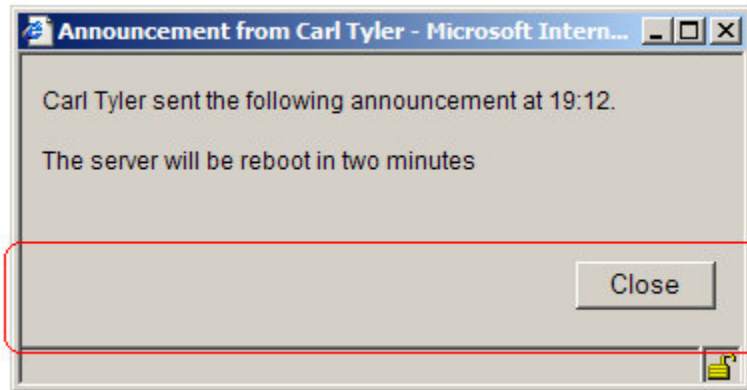 Announcement from Carl Tyler - Microsoft Intern...
Carl Tyler sent the following announcement at 19:12.
The server will be reboot in two minutes
Close